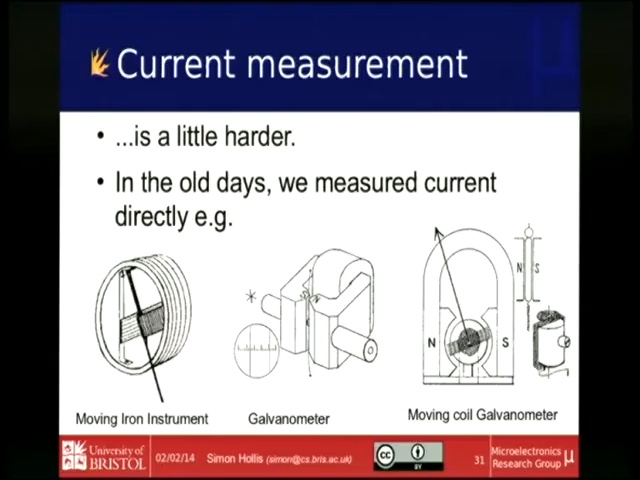 Current measurement
• ...is a little harder.
• In the old days, we measured current
directly e.g.
N S
N S
Moving Iron Instrument
Galvanometer
Moving coil Galvanometer
University of
BRISTOL
02/02/14
Simon Hollis (simon@cs.bris.ac.uk)
cc
BY
31
Microelectronics
Research Group
μ